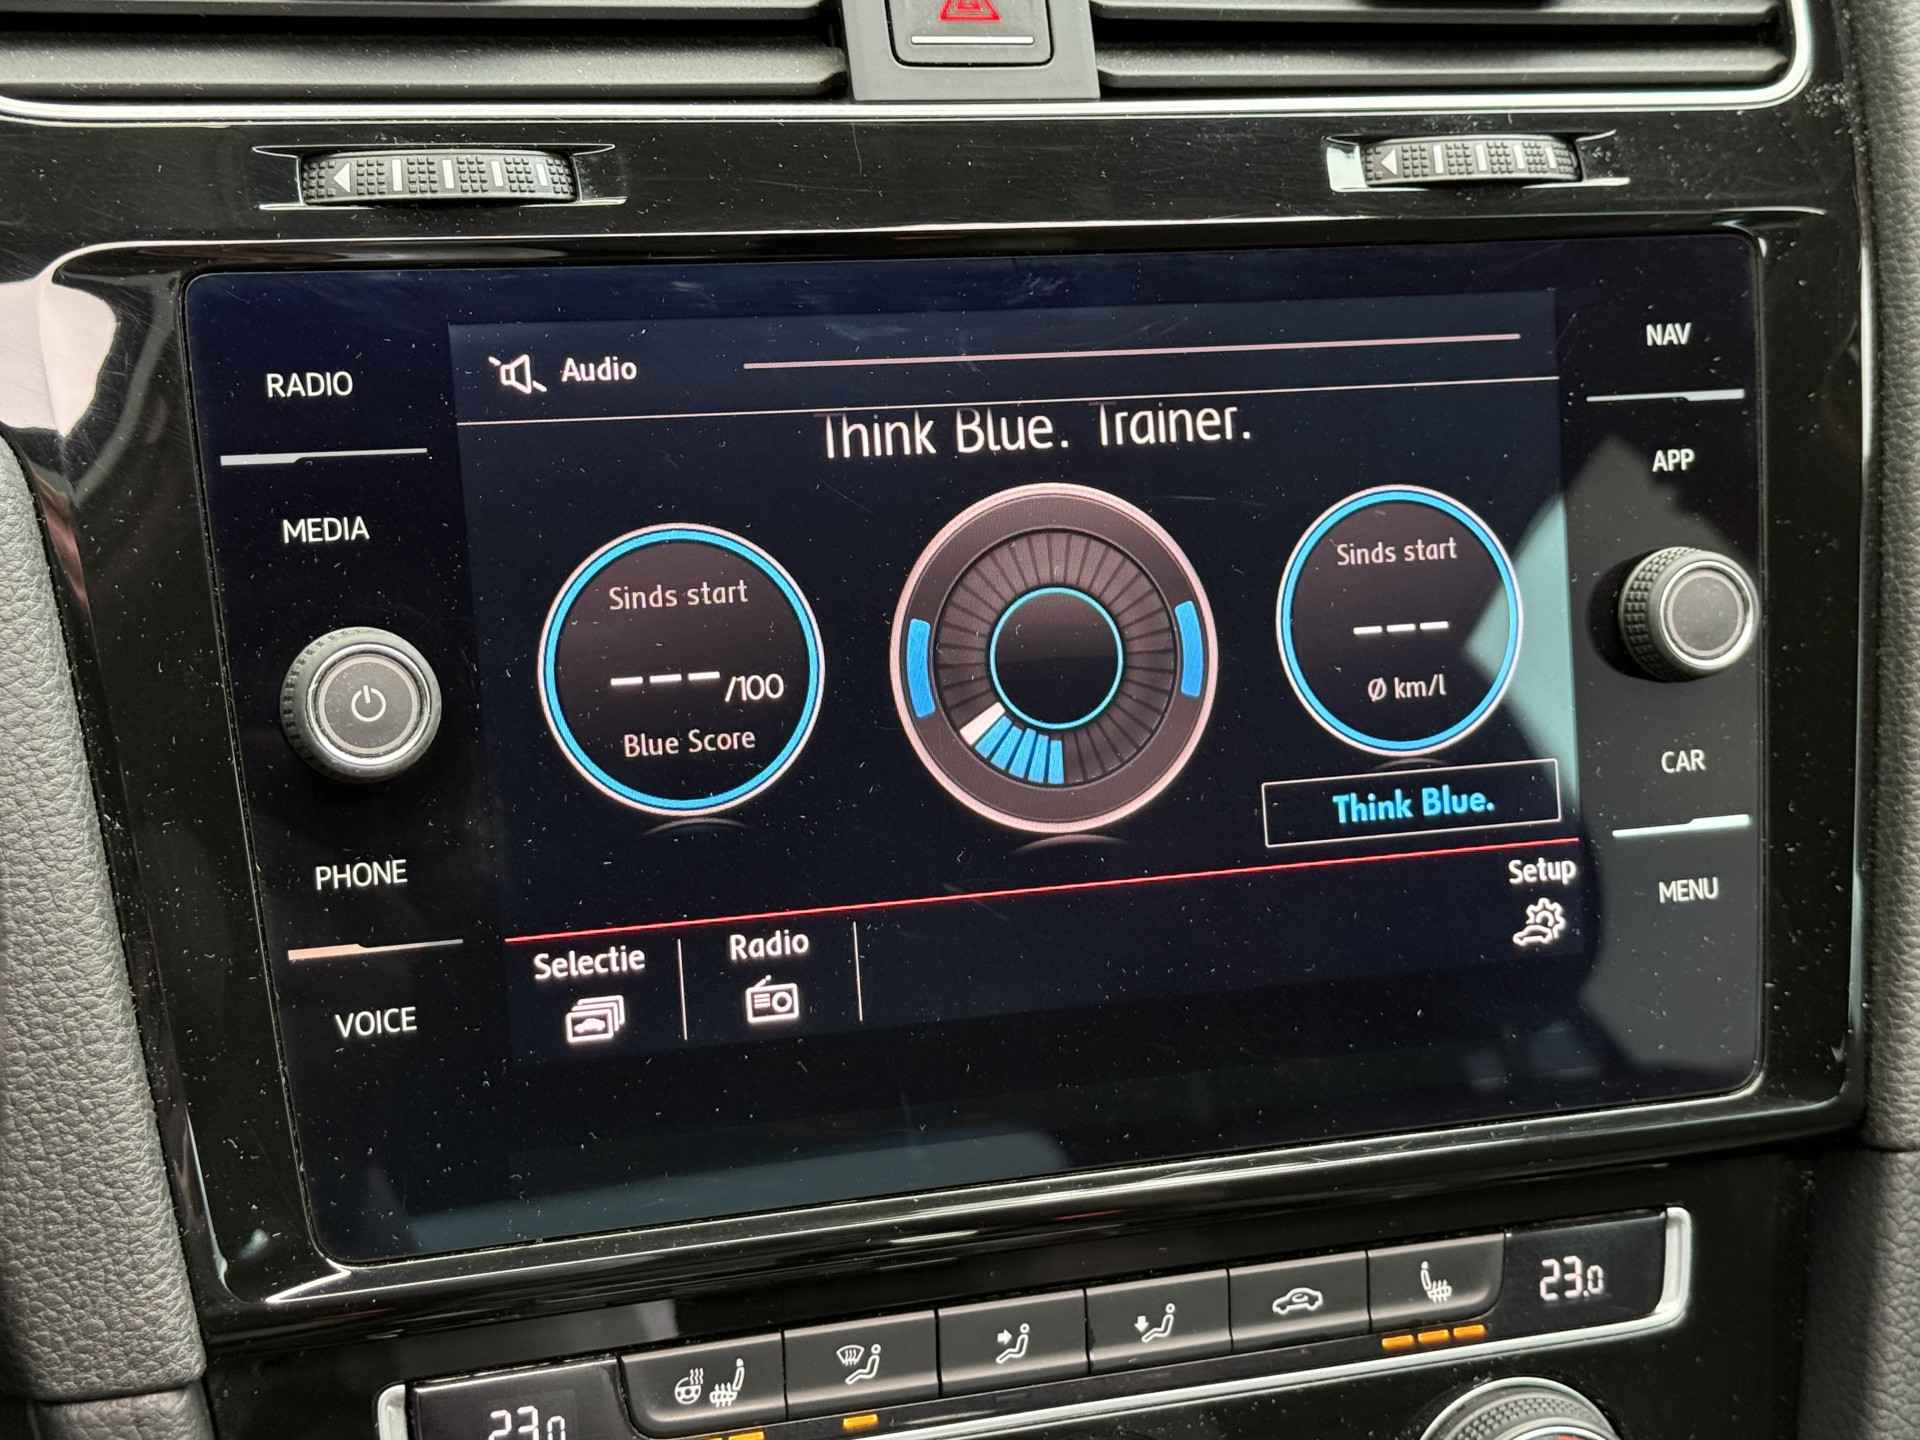 RADIO
MEDIA
PHONE
VOICE
Audio
Think Blue. Trainer.
Sinds start
--- /100
Blue Score
Sinds start
---
Ø km/l
Think Blue.
Setup
Selectie
Radio
NAV
APP
CAR
MENU
23.0
23.0